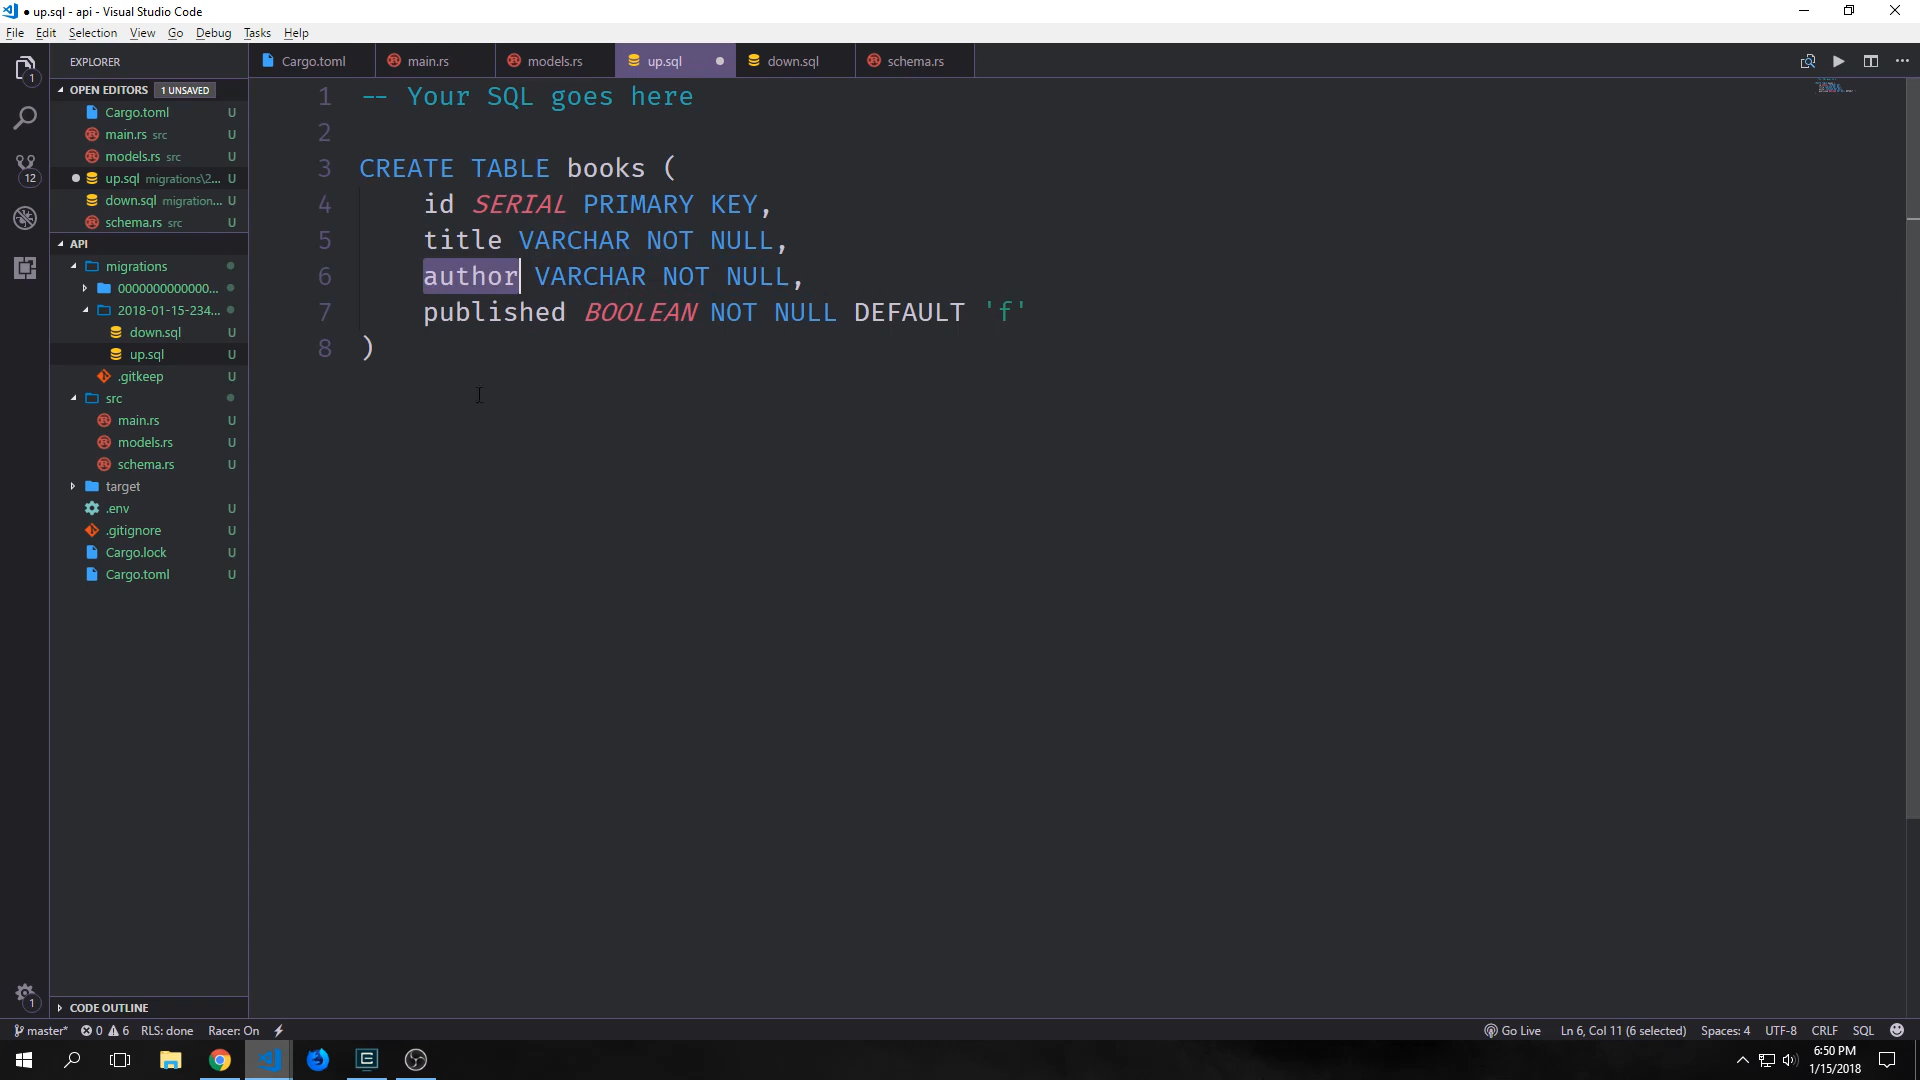 ● up.sql - api - Visual Studio Code
File Edit Selection View Go Debug Tasks Help
EXPLORER
Cargo.toml main.rs models.rs up.sql ● down.sql schema.rs
1
OPEN EDITORS 1 UNSAVED
Cargo.toml U
main.rs src U
models.rs src U
● up.sql migrations\2... U
down.sql migration... U
schema.rs src U
12
API
migrations
0000000000000...
2018-01-15-234...
down.sql U
up.sql U
.gitkeep U
src
main.rs U
models.rs U
schema.rs U
target
.env U
.gitignore U
Cargo.lock U
Cargo.toml U
1 -- Your SQL goes here
2
3 CREATE TABLE books (
4 id SERIAL PRIMARY KEY,
5 title VARCHAR NOT NULL,
6 author VARCHAR NOT NULL,
7 published BOOLEAN NOT NULL DEFAULT 'f'
8 )
1
CODE OUTLINE
master* 0 6 RLS: done Racer: On Go Live Ln 6, Col 11 (6 selected) Spaces: 4 UTF-8 CRLF SQL
6:50 PM
1/15/2018